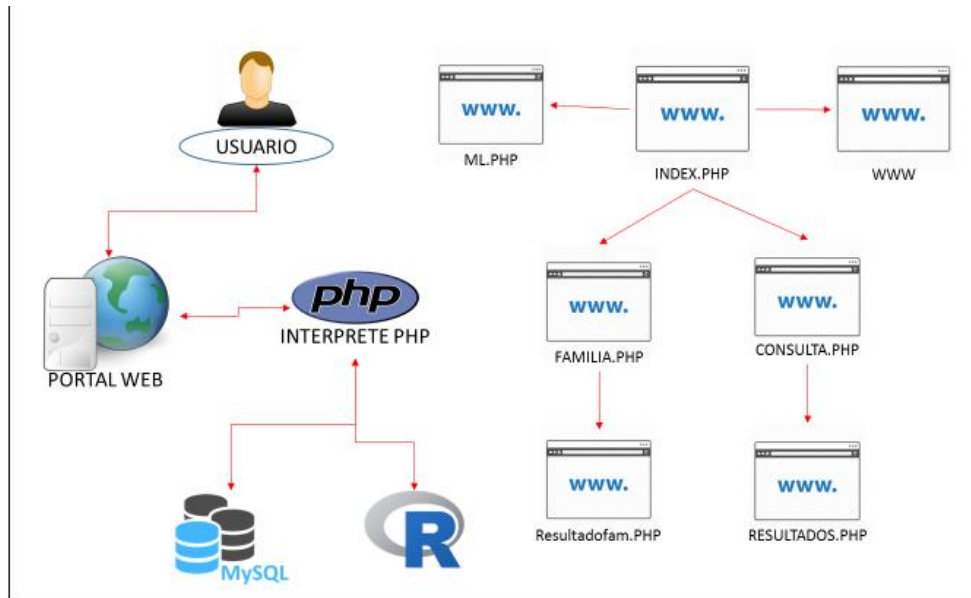 USUARIO
PORTAL WEB
php
INTERPRETE PHP
MySQL
R
www.
ML.PHP
www.
INDEX.PHP
www.
WWW
www.
FAMILIA.PHP
www.
CONSULTA.PHP
www.
Resultadofam.PHP
www.
RESULTADOS.PHP